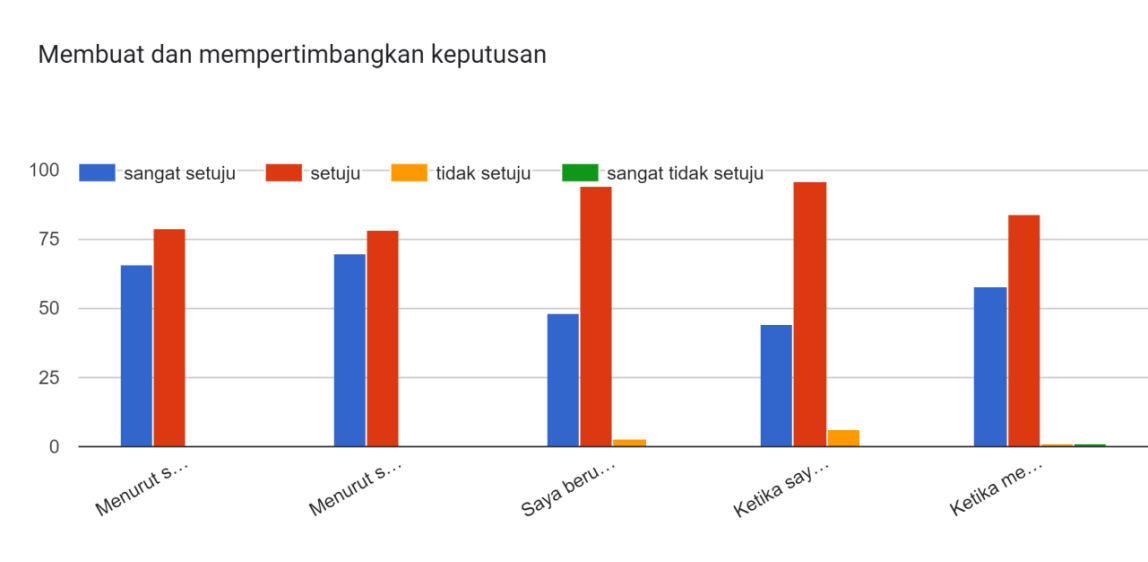 Membuat dan mempertimbangkan keputusan
sangat setuju setuju tidak setuju sangat tidak setuju
100
75
50
25
0
Menurut s...
Menurut s...
Saya beru...
Ketika say...
Ketika me...